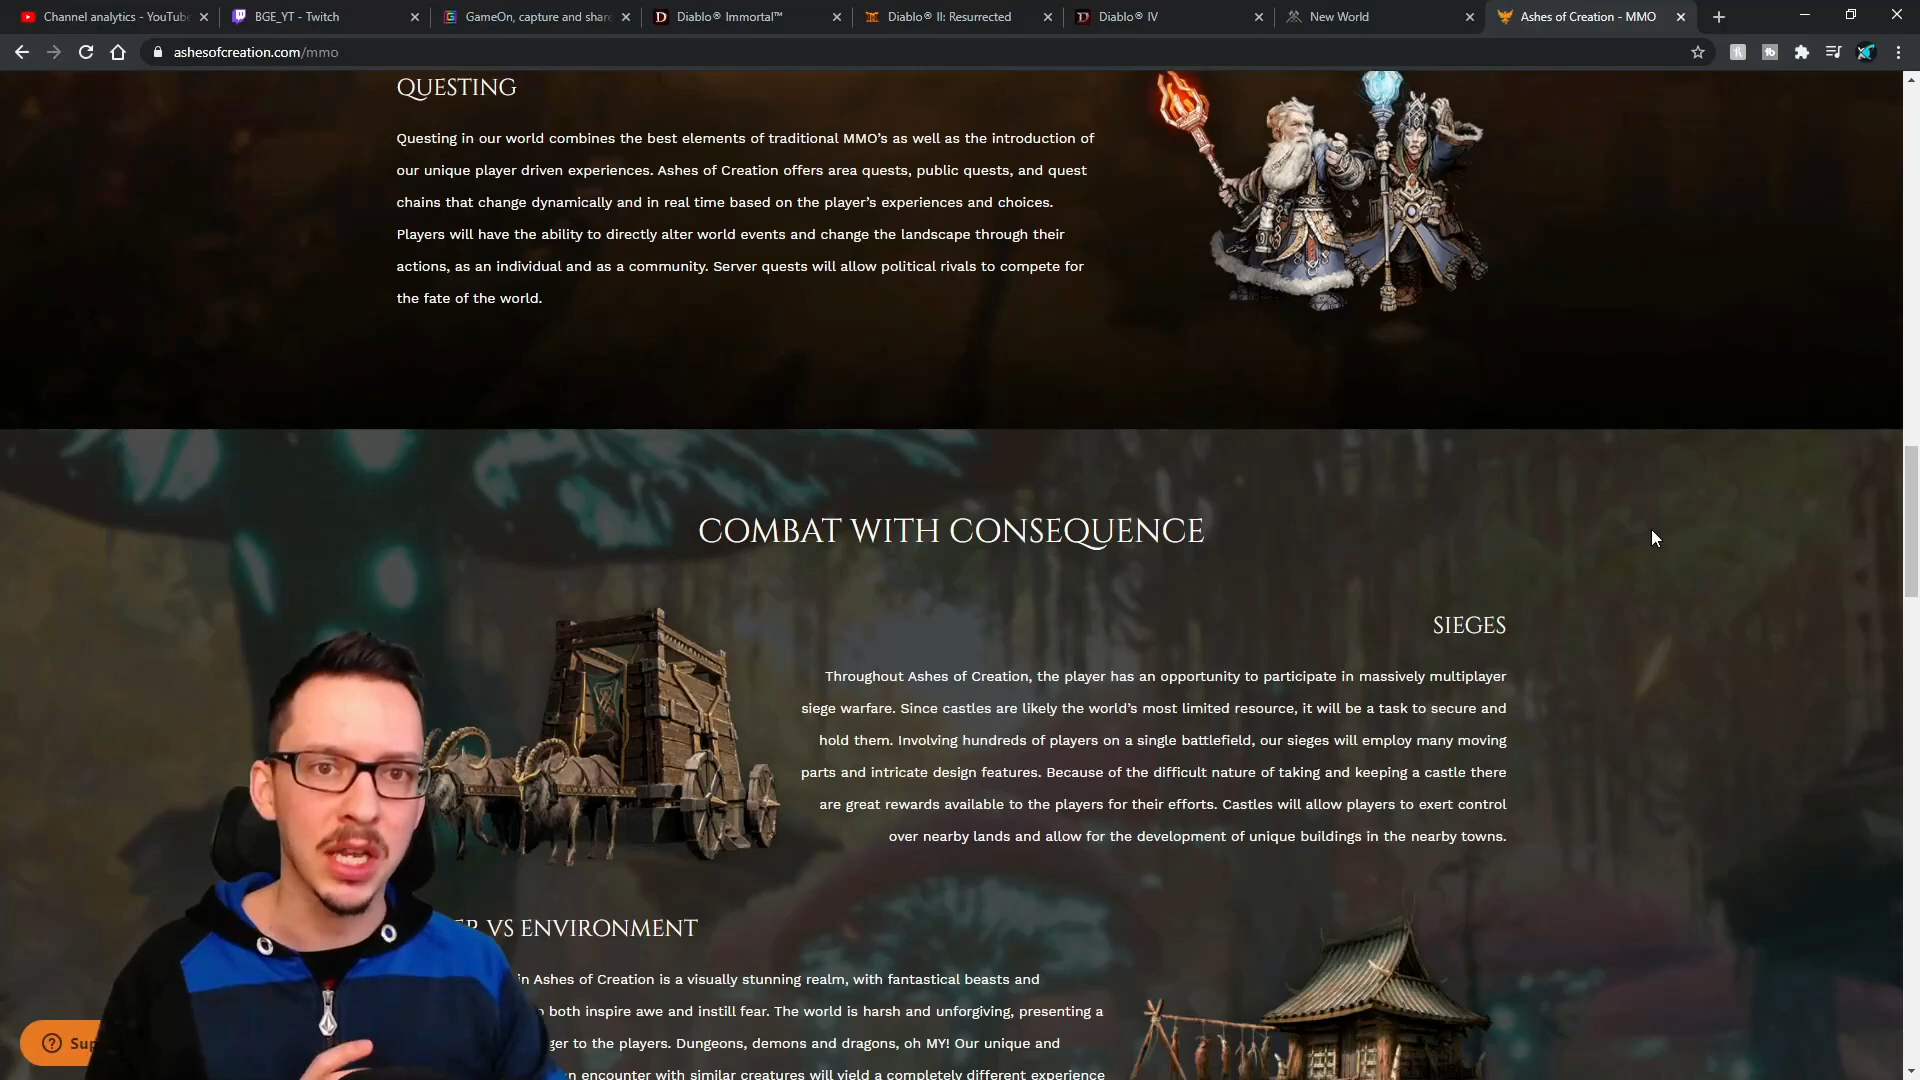 Channel analytics - YouTube
BGE_YT - Twitch
GameOn, capture and share
Diablo® Immortal™
Diablo® II: Resurrected
Diablo® IV
New World
Ashes of Creation - MMO
ashesofcreation.com/mmo
QUESTING
Questing in our world combines the best elements of traditional MMO's as well as the introduction of
our unique player driven experiences. Ashes of Creation offers area quests, public quests, and quest
chains that change dynamically and in real time based on the player's experiences and choices.
Players will have the ability to directly alter world events and change the landscape through their
actions, as an individual and as a community. Server quests will allow political rivals to compete for
the fate of the world.
COMBAT WITH CONSEQUENCE
SIEGES
Throughout Ashes of Creation, the player has an opportunity to participate in massively multiplayer
siege warfare. Since castles are likely the world's most limited resource, it will be a task to secure and
hold them. Involving hundreds of players on a single battlefield, our sieges will employ many moving
parts and intricate design features. Because of the difficult nature of taking and keeping a castle there
are great rewards available to the players for their efforts. Castles will allow players to exert control
over nearby lands and allow for the development of unique buildings in the nearby towns.
VS ENVIRONMENT
in Ashes of Creation is a visually stunning realm, with fantastical beasts and
both inspire awe and instill fear. The world is harsh and unforgiving, presenting a
ger to the players. Dungeons, demons and dragons, oh MY! Our unique and
Sup
encounter with similar creatures will yield a completely different experience